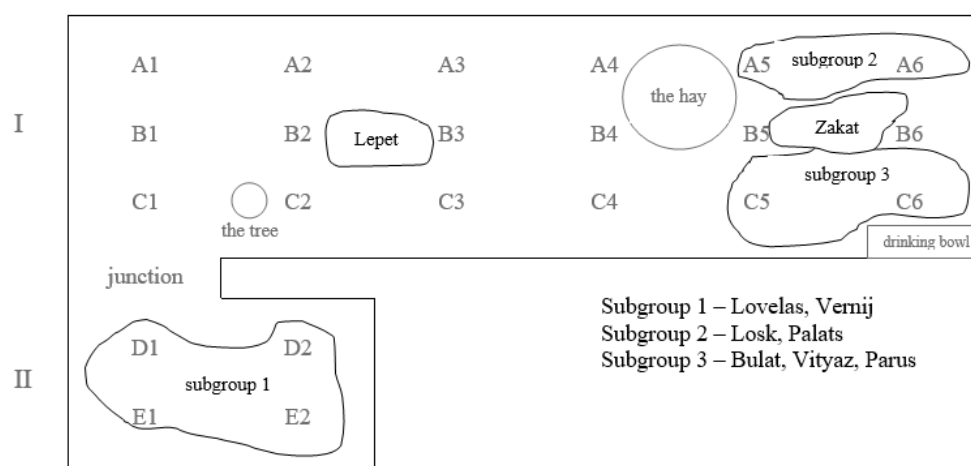 A1 A2 A3 A4 A5 subgroup 2 A6
the hay
I
B1 B2 Lepet B3 B4 B5 Zakat B6
subgroup 3
C1 C2 C3 C4 C5 C6
the tree
drinking bowl
junction
Subgroup 1 – Lovelas, Vernij
Subgroup 2 – Losk, Palats
Subgroup 3 – Bulat, Vityaz, Parus
D1 D2
II
subgroup 1
E1 E2